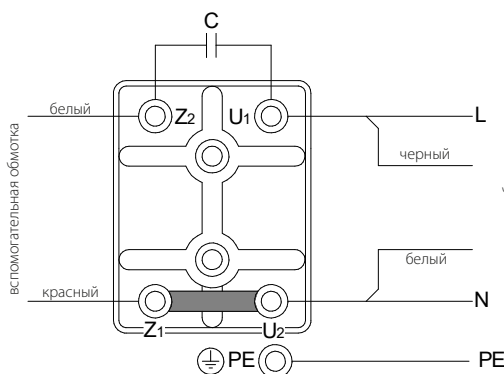 C
белый
Z2
U1
L
черный
вспомогательная обмотка
белый
красный
N
Z1
U2
PE
PE